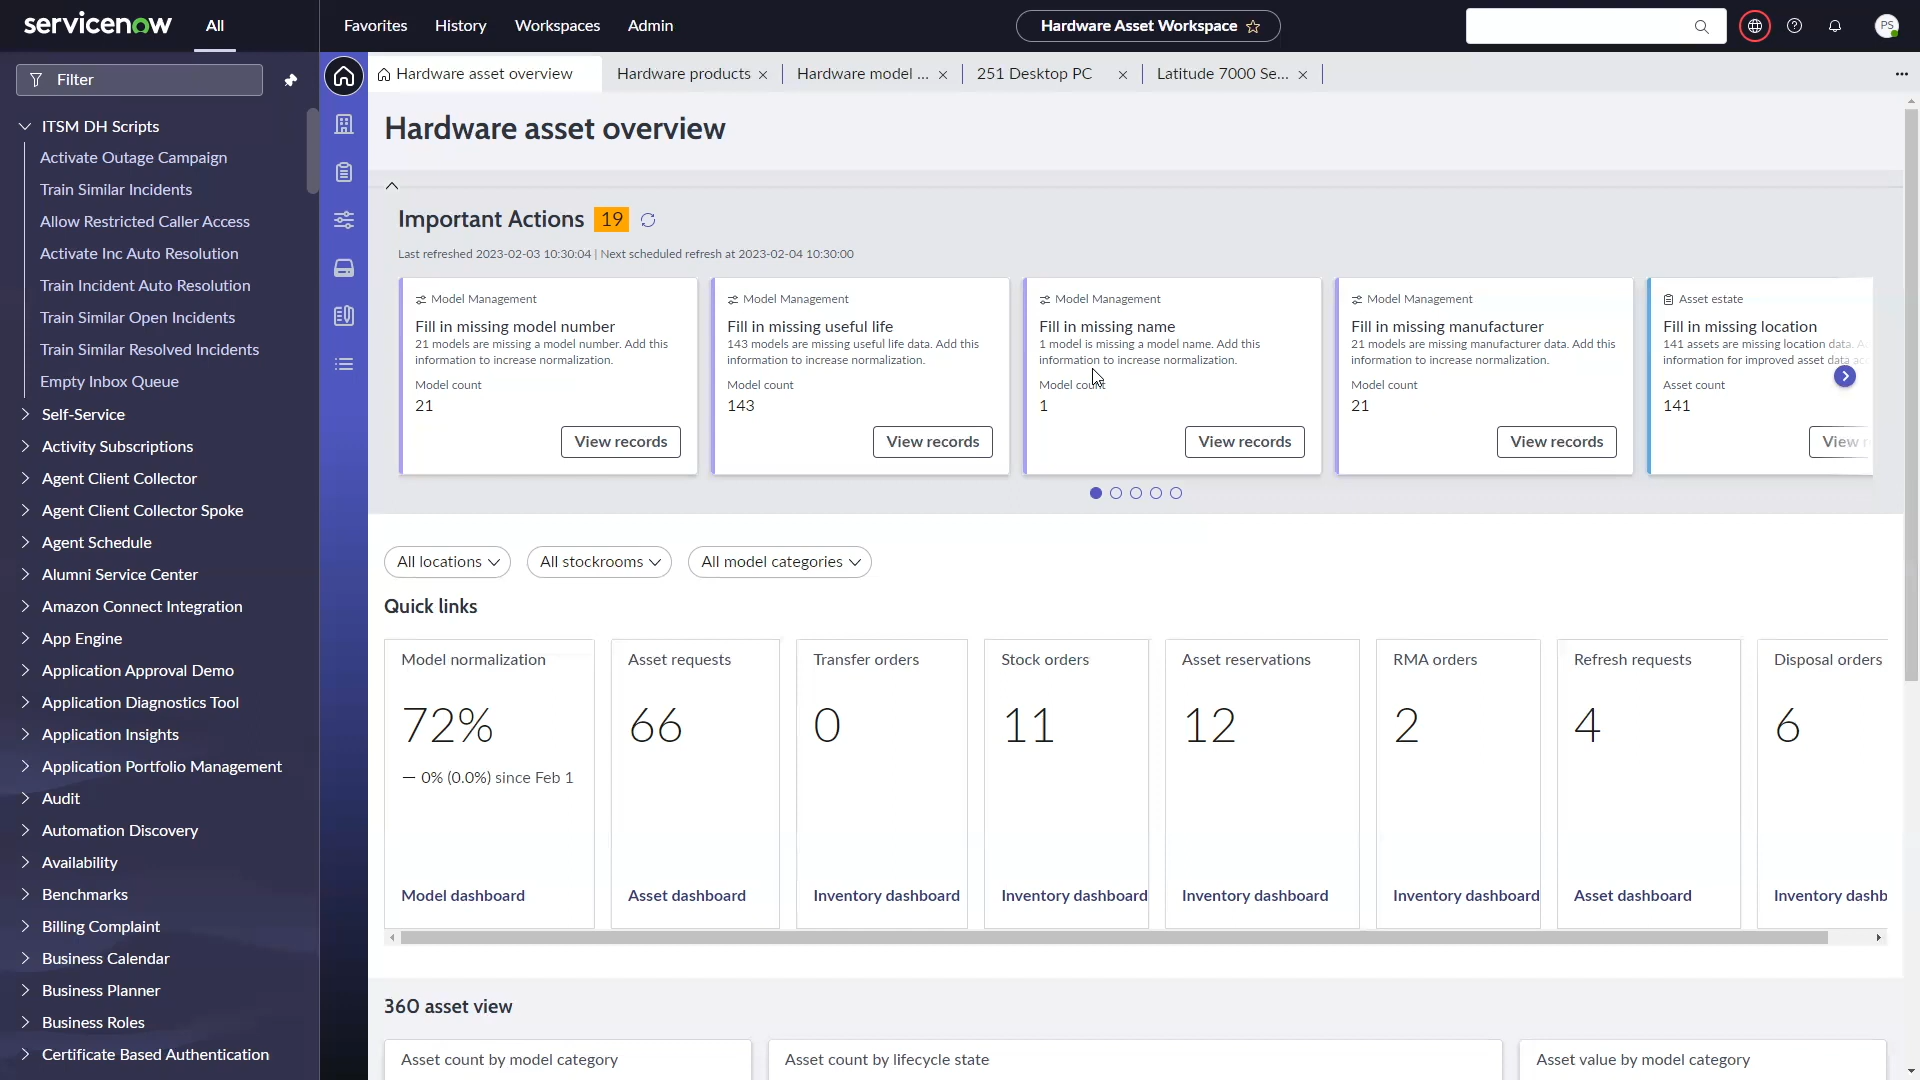 servicenow
All
Favorites
History
Workspaces
Admin
Hardware Asset Workspace
PS
Filter
ITSM DH Scripts
Activate Outage Campaign
Train Similar Incidents
Allow Restricted Caller Access
Activate Inc Auto Resolution
Train Incident Auto Resolution
Train Similar Open Incidents
Train Similar Resolved Incidents
Empty Inbox Queue
Self-Service
Activity Subscriptions
Agent Client Collector
Agent Client Collector Spoke
Agent Schedule
Alumni Service Center
Amazon Connect Integration
App Engine
Application Approval Demo
Application Diagnostics Tool
Application Insights
Application Portfolio Management
Audit
Automation Discovery
Availability
Benchmarks
Billing Complaint
Business Calendar
Business Planner
Business Roles
Certificate Based Authentication
Hardware asset overview
Hardware products
Hardware model ...
251 Desktop PC
Latitude 7000 Se...
Hardware asset overview
Important Actions 19
Last refreshed 2023-02-03 10:30:04 | Next scheduled refresh at 2023-02-04 10:30:00
Model Management
Fill in missing model number
21 models are missing a model number. Add this
information to increase normalization.
Model count
21
View records
Model Management
Fill in missing useful life
143 models are missing useful life data. Add this
information to increase normalization.
Model count
143
View records
Model Management
Fill in missing name
1 model is missing a model name. Add this
information to increase normalization.
Model count
1
View records
Model Management
Fill in missing manufacturer
21 models are missing manufacturer data. Add this
information to increase normalization.
Model count
21
View records
Asset estate
Fill in missing location
141 assets are missing location data. A
information for improved asset data ac
Asset count
141
View r
All locations
All stockrooms
All model categories
Quick links
Model normalization
72%
— 0% (0.0%) since Feb 1
Model dashboard
Asset requests
66
Asset dashboard
Transfer orders
0
Inventory dashboard
Stock orders
11
Inventory dashboard
Asset reservations
12
Inventory dashboard
RMA orders
2
Inventory dashboard
Refresh requests
4
Asset dashboard
Disposal orders
6
Inventory dashb
360 asset view
Asset count by model category
Asset count by lifecycle state
Asset value by model category